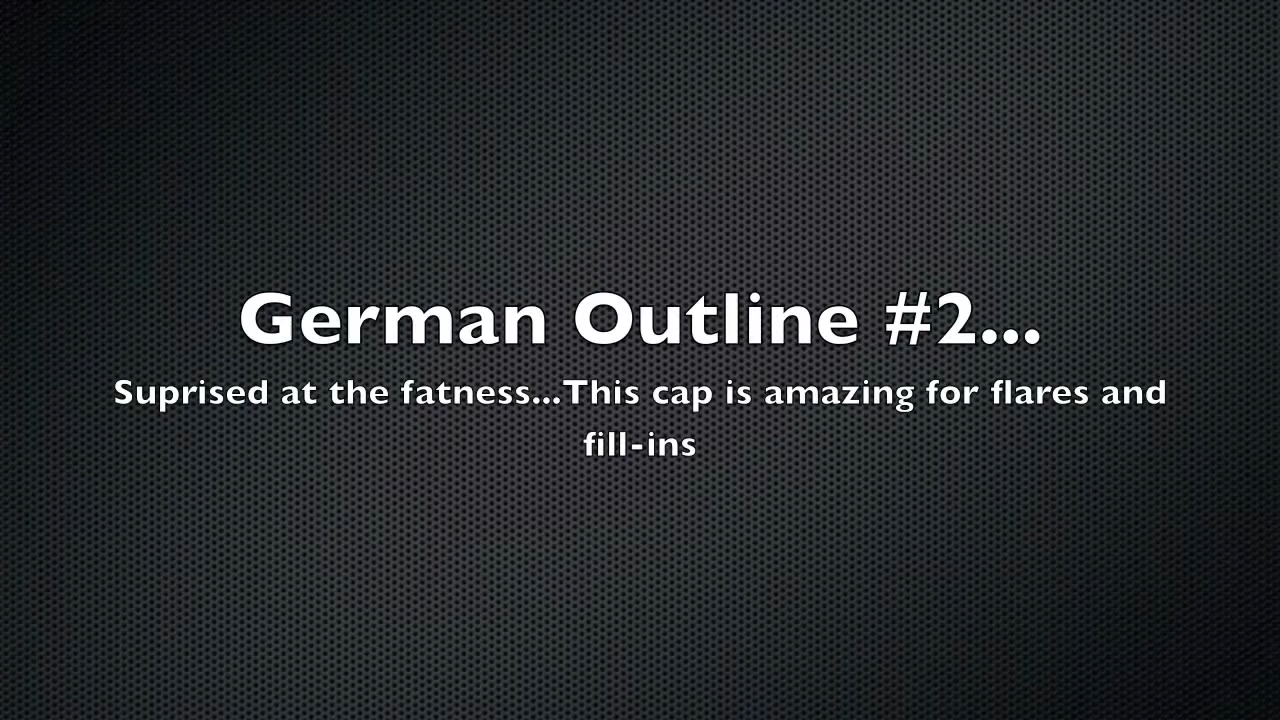 German Outline #2...
Suprised at the fatness...This cap is amazing for flares and
fill-ins